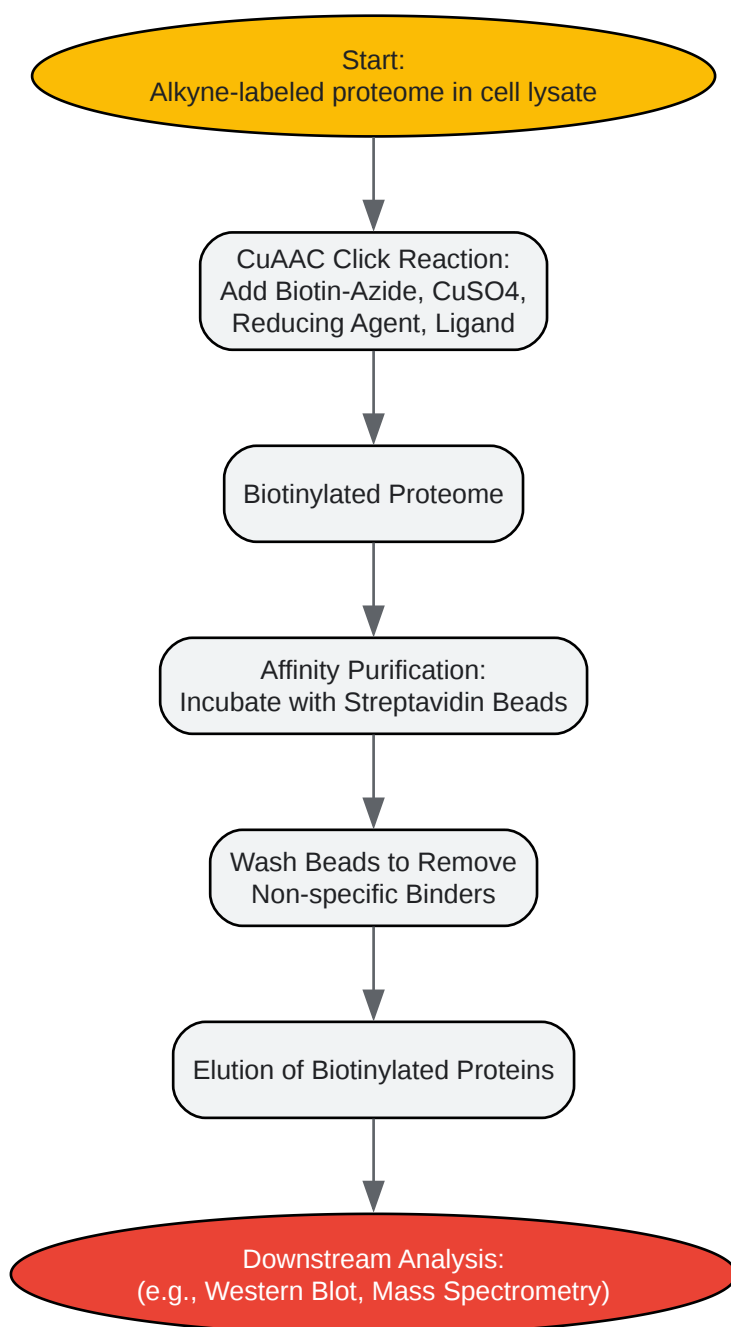 Start:
Alkyne-labeled proteome in cell lysate
CuAAC Click Reaction:
Add Biotin-Azide, CuSO4,
Reducing Agent, Ligand
Biotinylated Proteome
Affinity Purification:
Incubate with Streptavidin Beads
Wash Beads to Remove
Non-specific Binders
Elution of Biotinylated Proteins
Downstream Analysis:
(e.g., Western Blot, Mass Spectrometry)